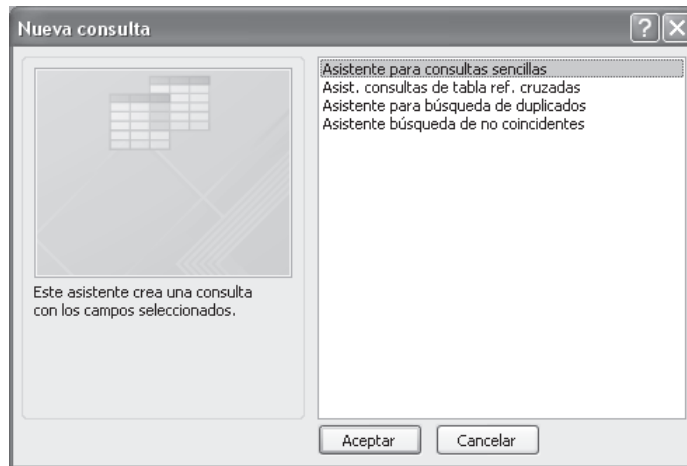 Nueva consulta
Asistente para consultas sencillas
Asist. consultas de tabla ref. cruzadas
Asistente para búsqueda de duplicados
Asistente búsqueda de no coincidentes
Este asistente crea una consulta
con los campos seleccionados.
Aceptar
Cancelar